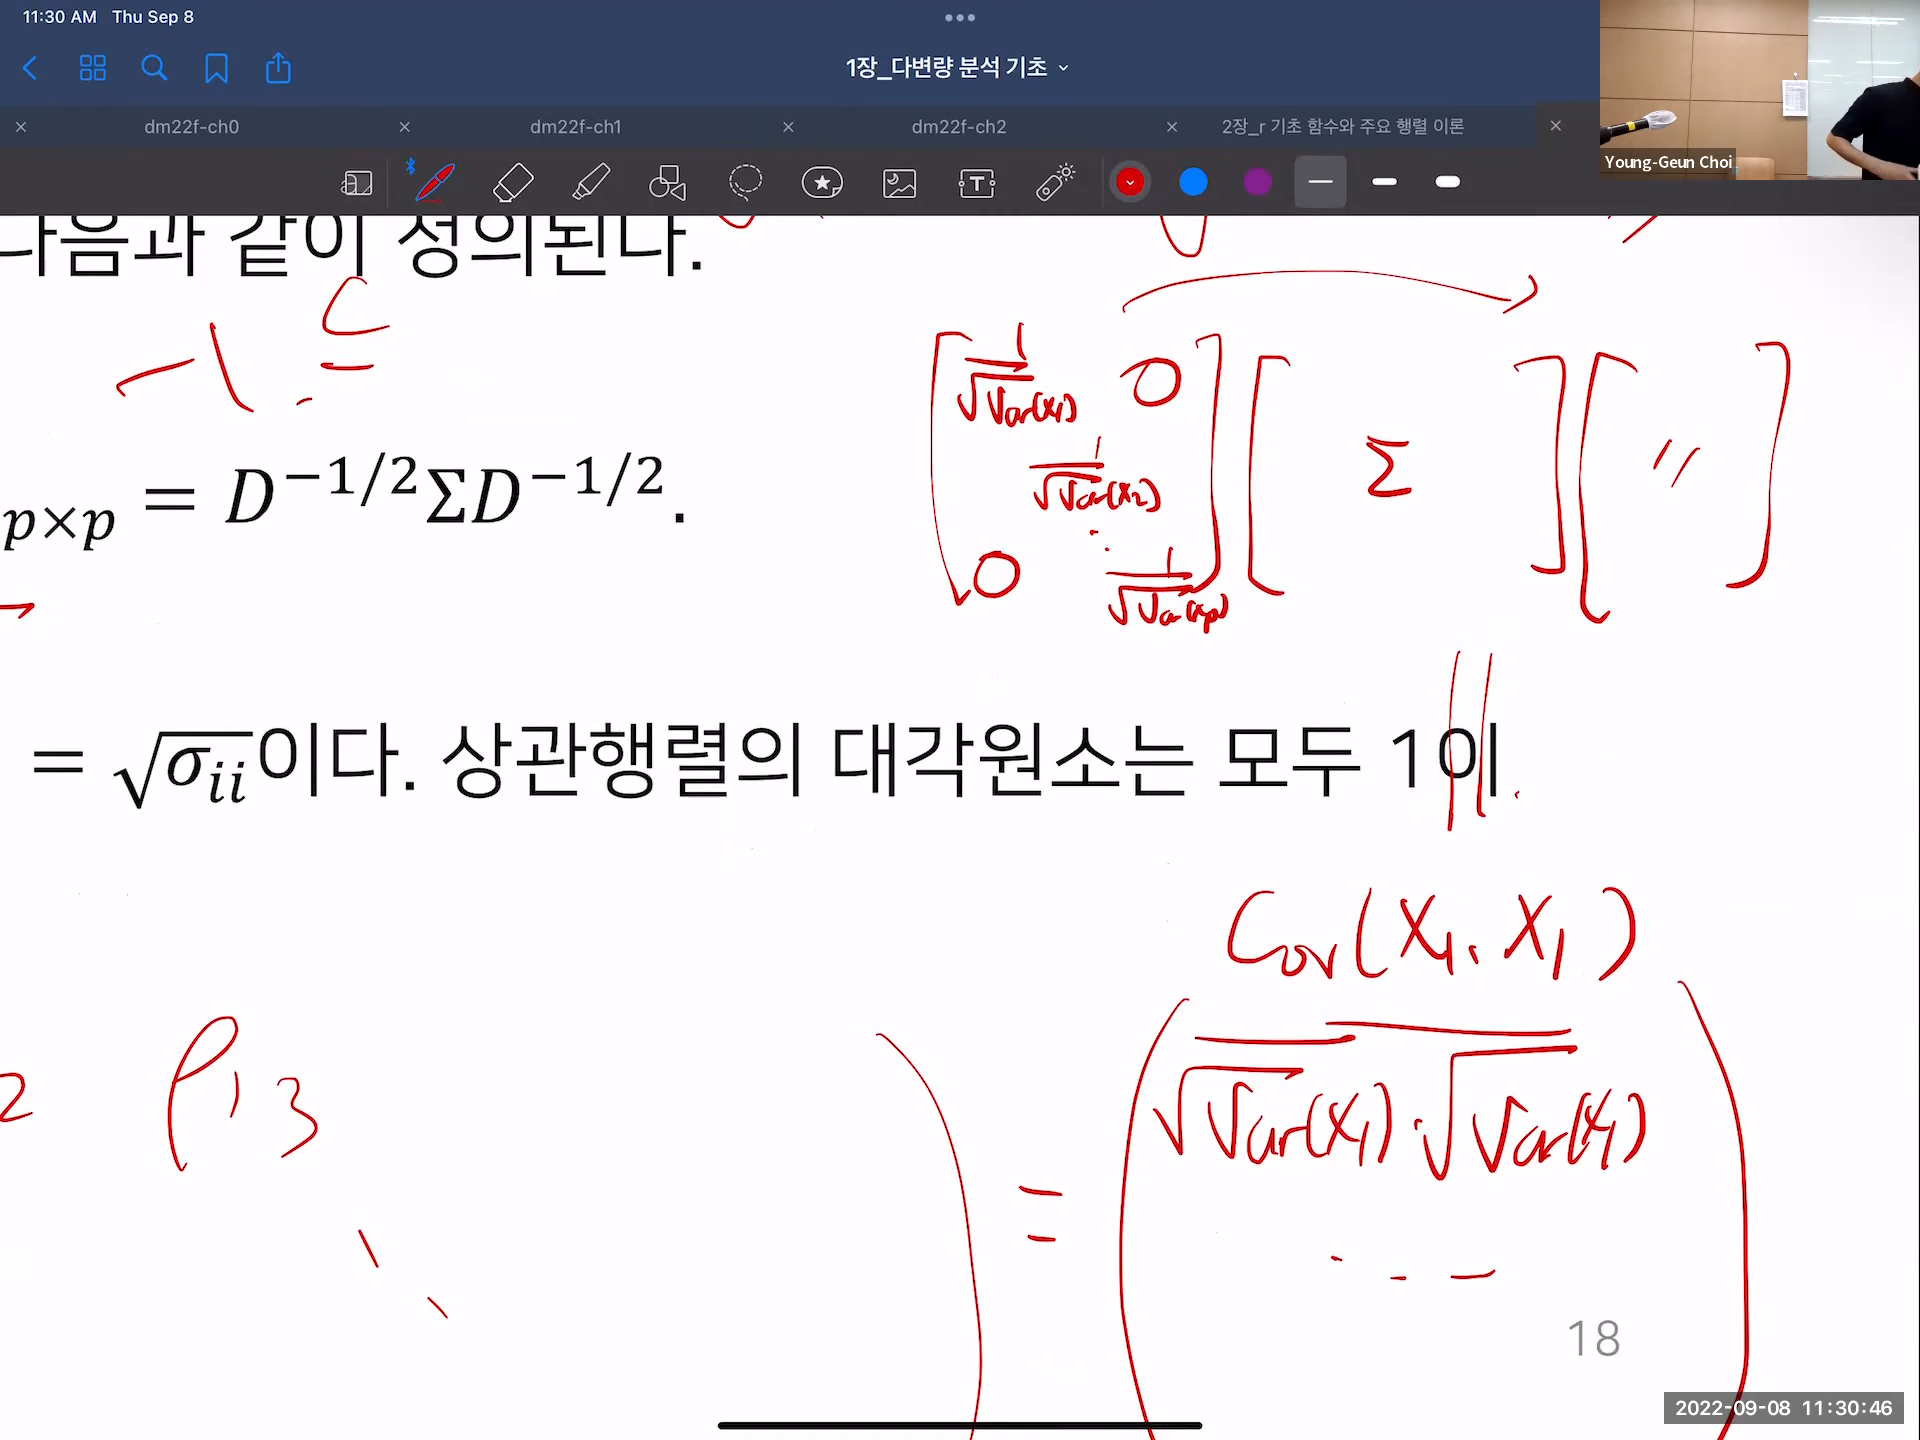 11:30 AM Thu Sep 8
1장_다변량 분석 기초
dm22f-ch0
dm22f-ch1
dm22f-ch2
2장_r 기초 함수와 주요 행렬 이론
Young-Geun Choi
다음과 같이 정의된다.
p×p = D^{-1/2}ΣD^{-1/2}.
[1/√Var(X1) 0
1/√Var(X2)
0 1/√Var(Xp)] [Σ] [〃]
= √σii이다. 상관행렬의 대각원소는 모두 1이
Cov(X1, X1)
2 ρ13
= √Var(X1) · √Var(X1)
18
2022-09-08 11:30:46